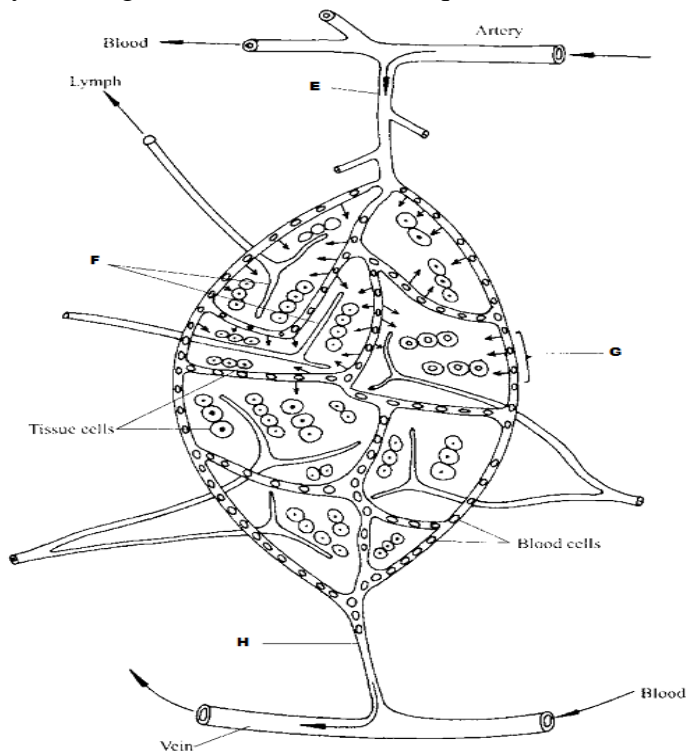 Artery
Blood
E
Lymph
F
G
Tissue cells
Blood cells
H
Blood
Vein